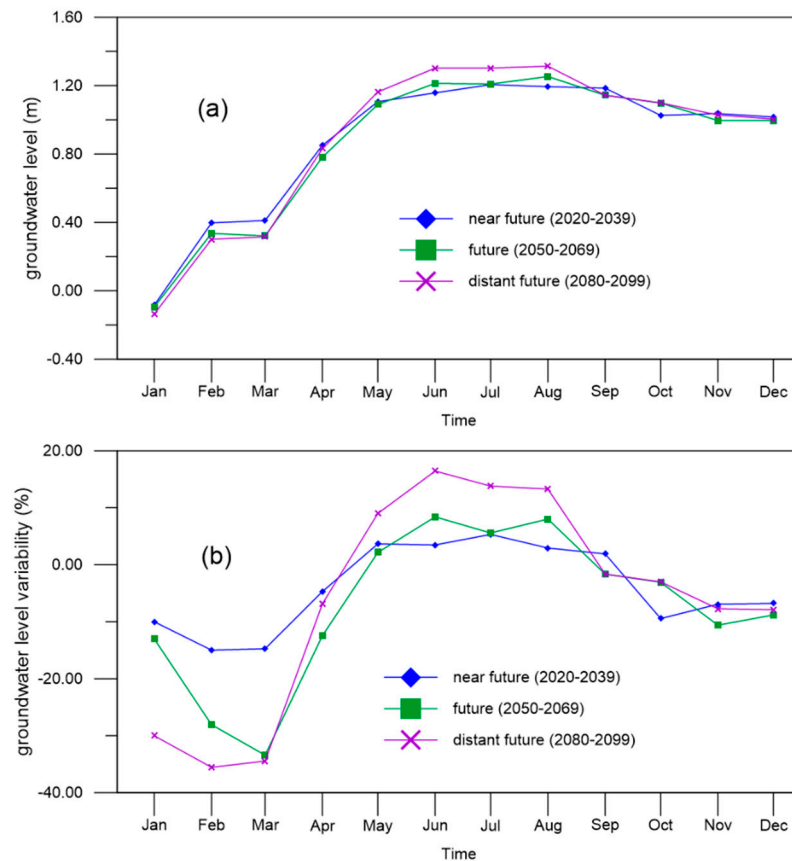 1.60
1.20
0.80
0.40
0.00
-0.40
groundwater level (m)
(a)
near future (2020-2039)
future (2050-2069)
distant future (2080-2099)
Jan Feb Mar Apr May Jun Jul Aug Sep Oct Nov Dec
Time
20.00
0.00
-20.00
-40.00
groundwater level variability (%)
(b)
near future (2020-2039)
future (2050-2069)
distant future (2080-2099)
Jan Feb Mar Apr May Jun Jul Aug Sep Oct Nov Dec
Time